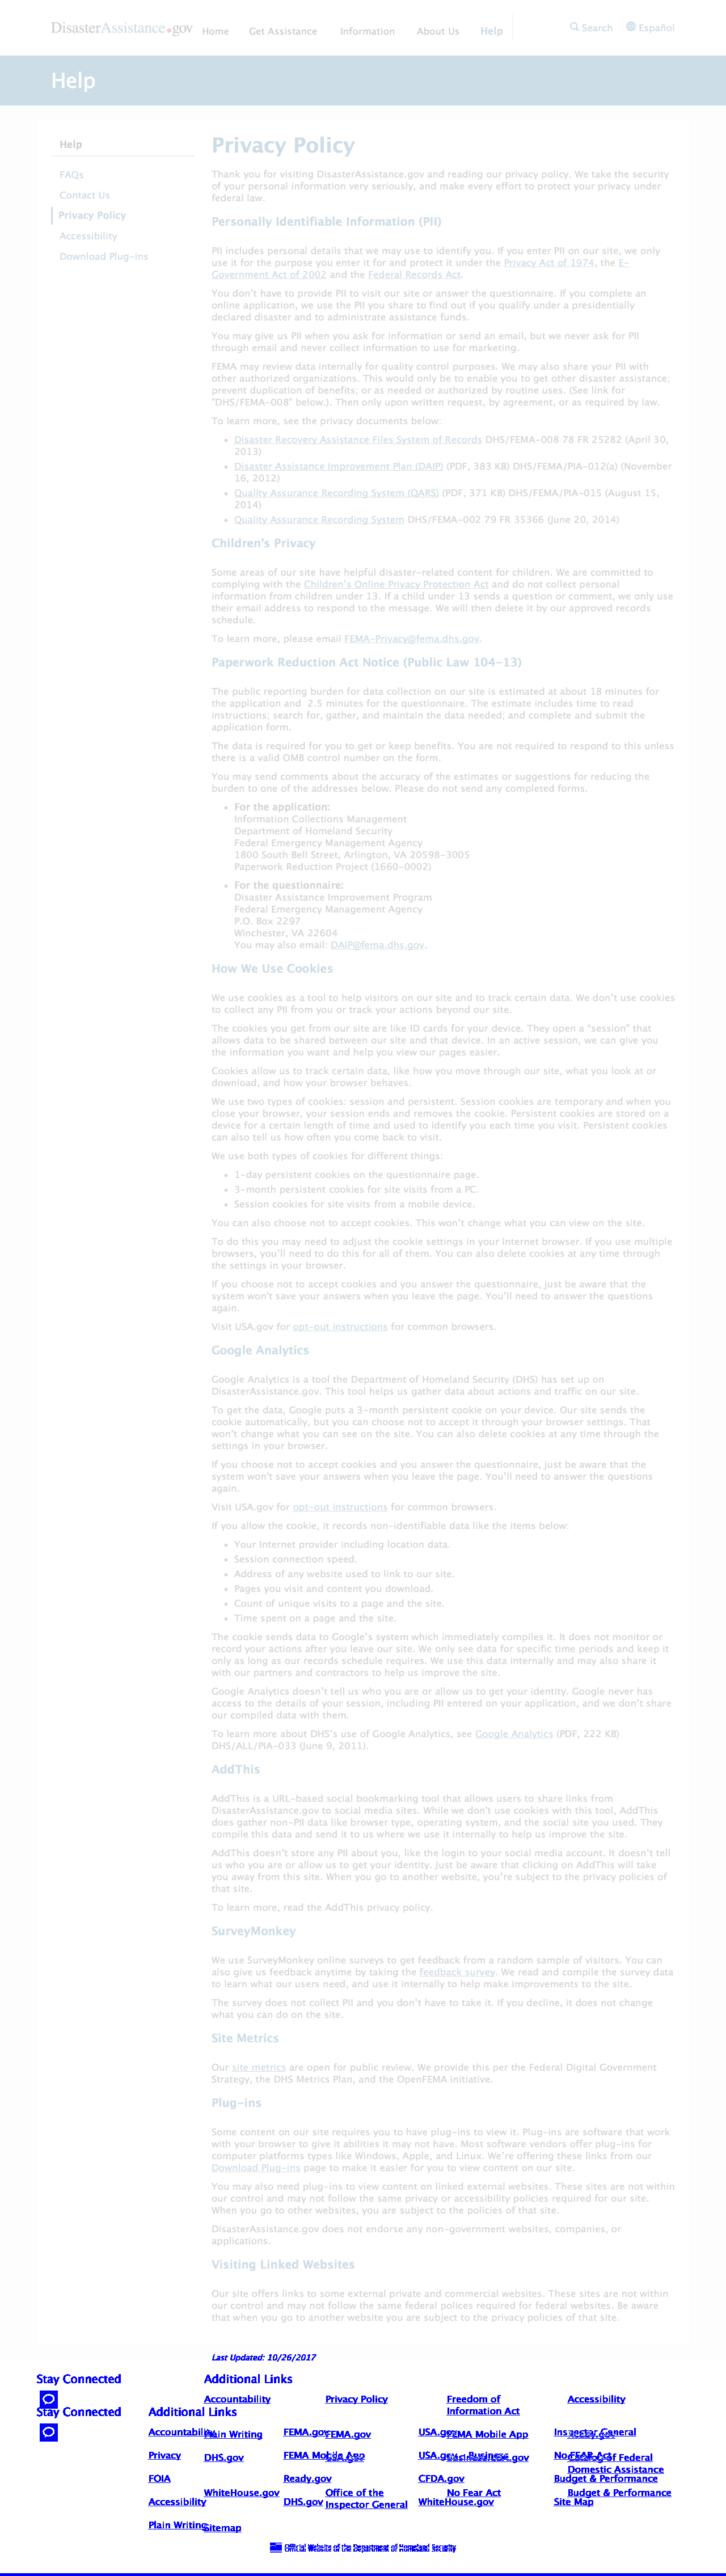 DisasterAssistance.gov Home Get Assistance Information About Us Help Search Español
Help
Help
FAQs
Contact Us
Privacy Policy
Accessibility
Download Plug-ins
Privacy Policy
Thank you for visiting DisasterAssistance.gov and reading our privacy policy. We take the security
of your personal information very seriously, and make every effort to protect your privacy under
federal law.
Personally Identifiable Information (PII)
PII includes personal details that we may use to identify you. If you enter PII on our site, we only
use it for the purpose you enter it for and protect it under the Privacy Act of 1974, the E-
Government Act of 2002 and the Federal Records Act.
You don't have to provide PII to visit our site or answer the questionnaire. If you complete an
online application, we use the PII you share to find out if you qualify under a presidentially
declared disaster and to administrate assistance funds.
You may give us PII when you ask for information or send an email, but we never ask for PII
through email and never collect information to use for marketing.
FEMA may review data internally for quality control purposes. We may also share your PII with
other authorized organizations. This would only be to enable you to get other disaster assistance;
prevent duplication of benefits; or as needed or authorized by routine uses. (See link for
"DHS/FEMA-008" below.). Then only upon written request, by agreement, or as required by law.
To learn more, see the privacy documents below:
• Disaster Recovery Assistance Files System of Records DHS/FEMA-008 78 FR 25282 (April 30,
2013)
• Disaster Assistance Improvement Plan (DAIP) (PDF, 383 KB) DHS/FEMA/PIA-012(a) (November
16, 2012)
• Quality Assurance Recording System (QARS) (PDF, 371 KB) DHS/FEMA/PIA-015 (August 15,
2014)
• Quality Assurance Recording System DHS/FEMA-002 79 FR 35366 (June 20, 2014)
Children's Privacy
Some areas of our site have helpful disaster-related content for children. We are committed to
complying with the Children's Online Privacy Protection Act and do not collect personal
information from children under 13. If a child under 13 sends a question or comment, we only use
their email address to respond to the message. We will then delete it by our approved records
schedule.
To learn more, please email FEMA-Privacy@fema.dhs.gov.
Paperwork Reduction Act Notice (Public Law 104-13)
The public reporting burden for data collection on our site is estimated at about 18 minutes for
the application and 2.5 minutes for the questionnaire. The estimate includes time to read
instructions; search for, gather, and maintain the data needed; and complete and submit the
application form.
The data is required for you to get or keep benefits. You are not required to respond to this unless
there is a valid OMB control number on the form.
You may send comments about the accuracy of the estimates or suggestions for reducing the
burden to one of the addresses below. Please do not send any completed forms.
• For the application:
Information Collections Management
Department of Homeland Security
Federal Emergency Management Agency
1800 South Bell Street, Arlington, VA 20598-3005
Paperwork Reduction Project (1660-0002)
• For the questionnaire:
Disaster Assistance Improvement Program
Federal Emergency Management Agency
P.O. Box 2297
Winchester, VA 22604
You may also email: DAIP@fema.dhs.gov.
How We Use Cookies
We use cookies as a tool to help visitors on our site and to track certain data. We don't use cookies
to collect any PII from you or track your actions beyond our site.
The cookies you get from our site are like ID cards for your device. They open a "session" that
allows data to be shared between our site and that device. In an active session, we can give you
the information you want and help you view our pages easier.
Cookies allow us to track certain data, like how you move through our site, what you look at or
download, and how your browser behaves.
We use two types of cookies: session and persistent. Session cookies are temporary and when you
close your browser, your session ends and removes the cookie. Persistent cookies are stored on a
device for a certain length of time and used to identify you each time you visit. Persistent cookies
can also tell us how often you come back to visit.
We use both types of cookies for different things:
• 1-day persistent cookies on the questionnaire page.
• 3-month persistent cookies for site visits from a PC.
• Session cookies for site visits from a mobile device.
You can also choose not to accept cookies. This won't change what you can view on the site.
To do this you may need to adjust the cookie settings in your Internet browser. If you use multiple
browsers, you'll need to do this for all of them. You can also delete cookies at any time through
the settings in your browser.
If you choose not to accept cookies and you answer the questionnaire, just be aware that the
system won't save your answers when you leave the page. You'll need to answer the questions
again.
Visit USA.gov for opt-out instructions for common browsers.
Google Analytics
Google Analytics is a tool the Department of Homeland Security (DHS) has set up on
DisasterAssistance.gov. This tool helps us gather data about actions and traffic on our site.
To get the data, Google puts a 3-month persistent cookie on your device. Our site sends the
cookie automatically, but you can choose not to accept it through your browser settings. That
won't change what you can see on the site. You can delete cookies at any time through the
settings in your browser.
If you choose not to accept cookies and you answer the questionnaire, just be aware that the
system won't save your answers when you leave the page. You'll need to answer the questions
again.
Visit USA.gov for opt-out instructions for common browsers.
If you allow the cookie, it records non-identifiable data like the items below:
• Your Internet provider including location data.
• Session connection speed.
• Address of any website used to link to our site.
• Pages you visit and content you download.
• Count of unique visits to a page and the site.
• Time spent on a page and the site.
The cookie sends data to Google's system which immediately compiles it. It does not monitor or
record your actions after you leave our site. We only see data for specific time periods and keep it
only as long as our records schedule requires. We use this data internally and may also share it
with our partners and contractors to help us improve the site.
Google Analytics doesn't tell us who you are or allow us to get your identity. Google never has
access to the details of your session, including PII entered on your application, and we don't share
our compiled data with them.
To learn more about DHS's use of Google Analytics, see Google Analytics (PDF, 222 KB)
DHS/ALL/PIA-033 (June 9, 2011).
AddThis
AddThis is a URL-based social bookmarking tool that allows users to share links from
DisasterAssistance.gov to social media sites. While we don't use cookies with this tool, AddThis
does gather non-PII data like browser type, operating system, and the social site you used. They
compile this data and send it to us where we use it internally to help us improve the site.
AddThis doesn't store any PII about you, like the login to your social media account. It doesn't tell
us who you are or allow us to get your identity. Just be aware that clicking on AddThis will take
you away from this site. When you go to another website, you're subject to the privacy policies of
that site.
To learn more, read the AddThis privacy policy.
SurveyMonkey
We use SurveyMonkey online surveys to get feedback from a random sample of visitors. You can
also give us feedback anytime by taking the feedback survey. We read and compile the survey data
to learn what our users need, and use it internally to help make improvements to the site.
The survey does not collect PII and you don't have to take it. If you decline, it does not change
what you can do on the site.
Site Metrics
Our site metrics are open for public review. We provide this per the Federal Digital Government
Strategy, the DHS Metrics Plan, and the OpenFEMA initiative.
Plug-ins
Some content on our site requires you to have plug-ins to view it. Plug-ins are software that work
with your browser to give it abilities it may not have. Most software vendors offer plug-ins for
computer platforms types like Windows, Apple, and Linux. We're offering these links from our
Download Plug-ins page to make it easier for you to view content on our site.
You may also need plug-ins to view content on linked external websites. These sites are not within
our control and may not follow the same privacy or accessibility policies required for our site.
When you go to other websites, you are subject to the policies of that site.
DisasterAssistance.gov does not endorse any non-government websites, companies, or
applications.
Visiting Linked Websites
Our site offers links to some external private and commercial websites. These sites are not within
our control and may not follow the same policies required for federal websites. Be aware
that when you go to another website you are subject to the privacy policies of that site.
Last Updated: 10/26/2017
Stay Connected Additional Links
Accountability Privacy Policy Freedom of Information Act Accessibility
Stay Connected Additional Links
Accountability Plain Writing FEMA.gov FEMA.gov USA.gov FEMA Mobile App Inspector General Ready.gov
Privacy DHS.gov FEMA Mobile App USA.gov USA.gov - Business No FEAR Act Catalog of Federal
Domestic Assistance
FOIA Ready.gov CFDA.gov Budget & Performance
WhiteHouse.gov Office of the Inspector General No Fear Act Budget & Performance
Accessibility DHS.gov WhiteHouse.gov Site Map
Plain Writing Sitemap
Official Website of the Department of Homeland Security